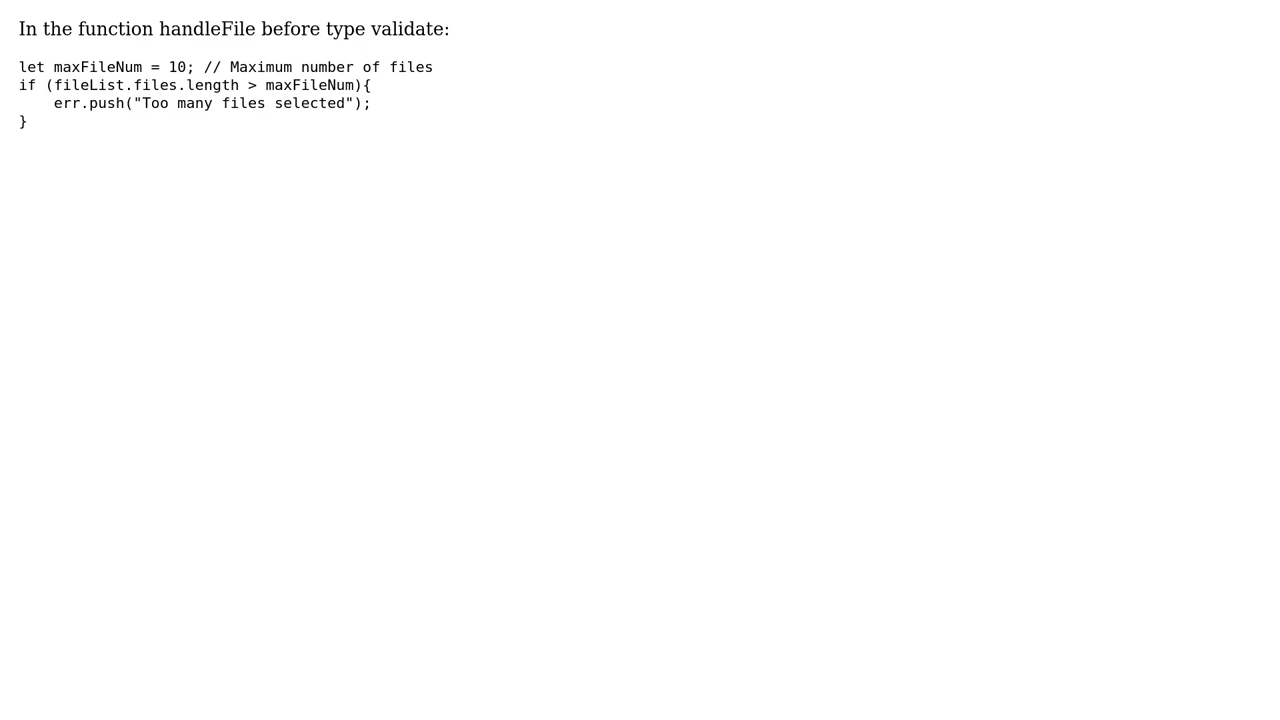 In the function handleFile before type validate:
let maxFileNum = 10; // Maximum number of files
if (fileList.files.length > maxFileNum){
    err.push("Too many files selected");
}